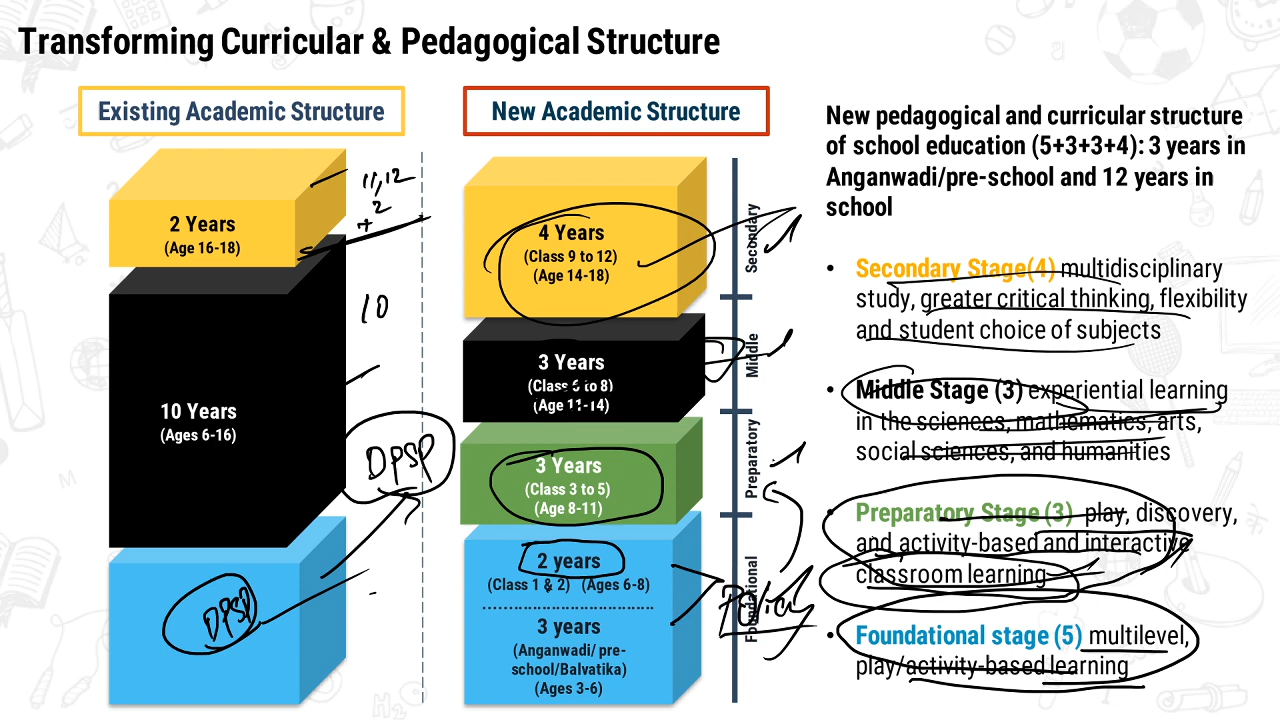 Transforming Curricular & Pedagogical Structure
Existing Academic Structure
2 Years
(Age 16-18)
11,12
2
+
10
10 Years
(Ages 6-16)
DPSP
DPSP
New Academic Structure
4 Years
(Class 9 to 12)
(Age 14-18)
Secondary
3 Years
(Class 6 to 8)
(Age 11-14)
Middle
3 Years
(Class 3 to 5)
(Age 8-11)
Preparatory
2 years
(Class 1 & 2) (Ages 6-8)
3 years
(Anganwadi/ pre-
school/Balvatika)
(Ages 3-6)
Foundational
New pedagogical and curricular structure
of school education (5+3+3+4): 3 years in
Anganwadi/pre-school and 12 years in
school
• Secondary Stage(4) multidisciplinary
study, greater critical thinking, flexibility
and student choice of subjects
• Middle Stage (3) experiential learning
in the sciences, mathematics, arts,
social sciences, and humanities
• Preparatory Stage (3) play, discovery,
and activity-based and interactive
classroom learning
• Foundational stage (5) multilevel,
play/activity-based learning